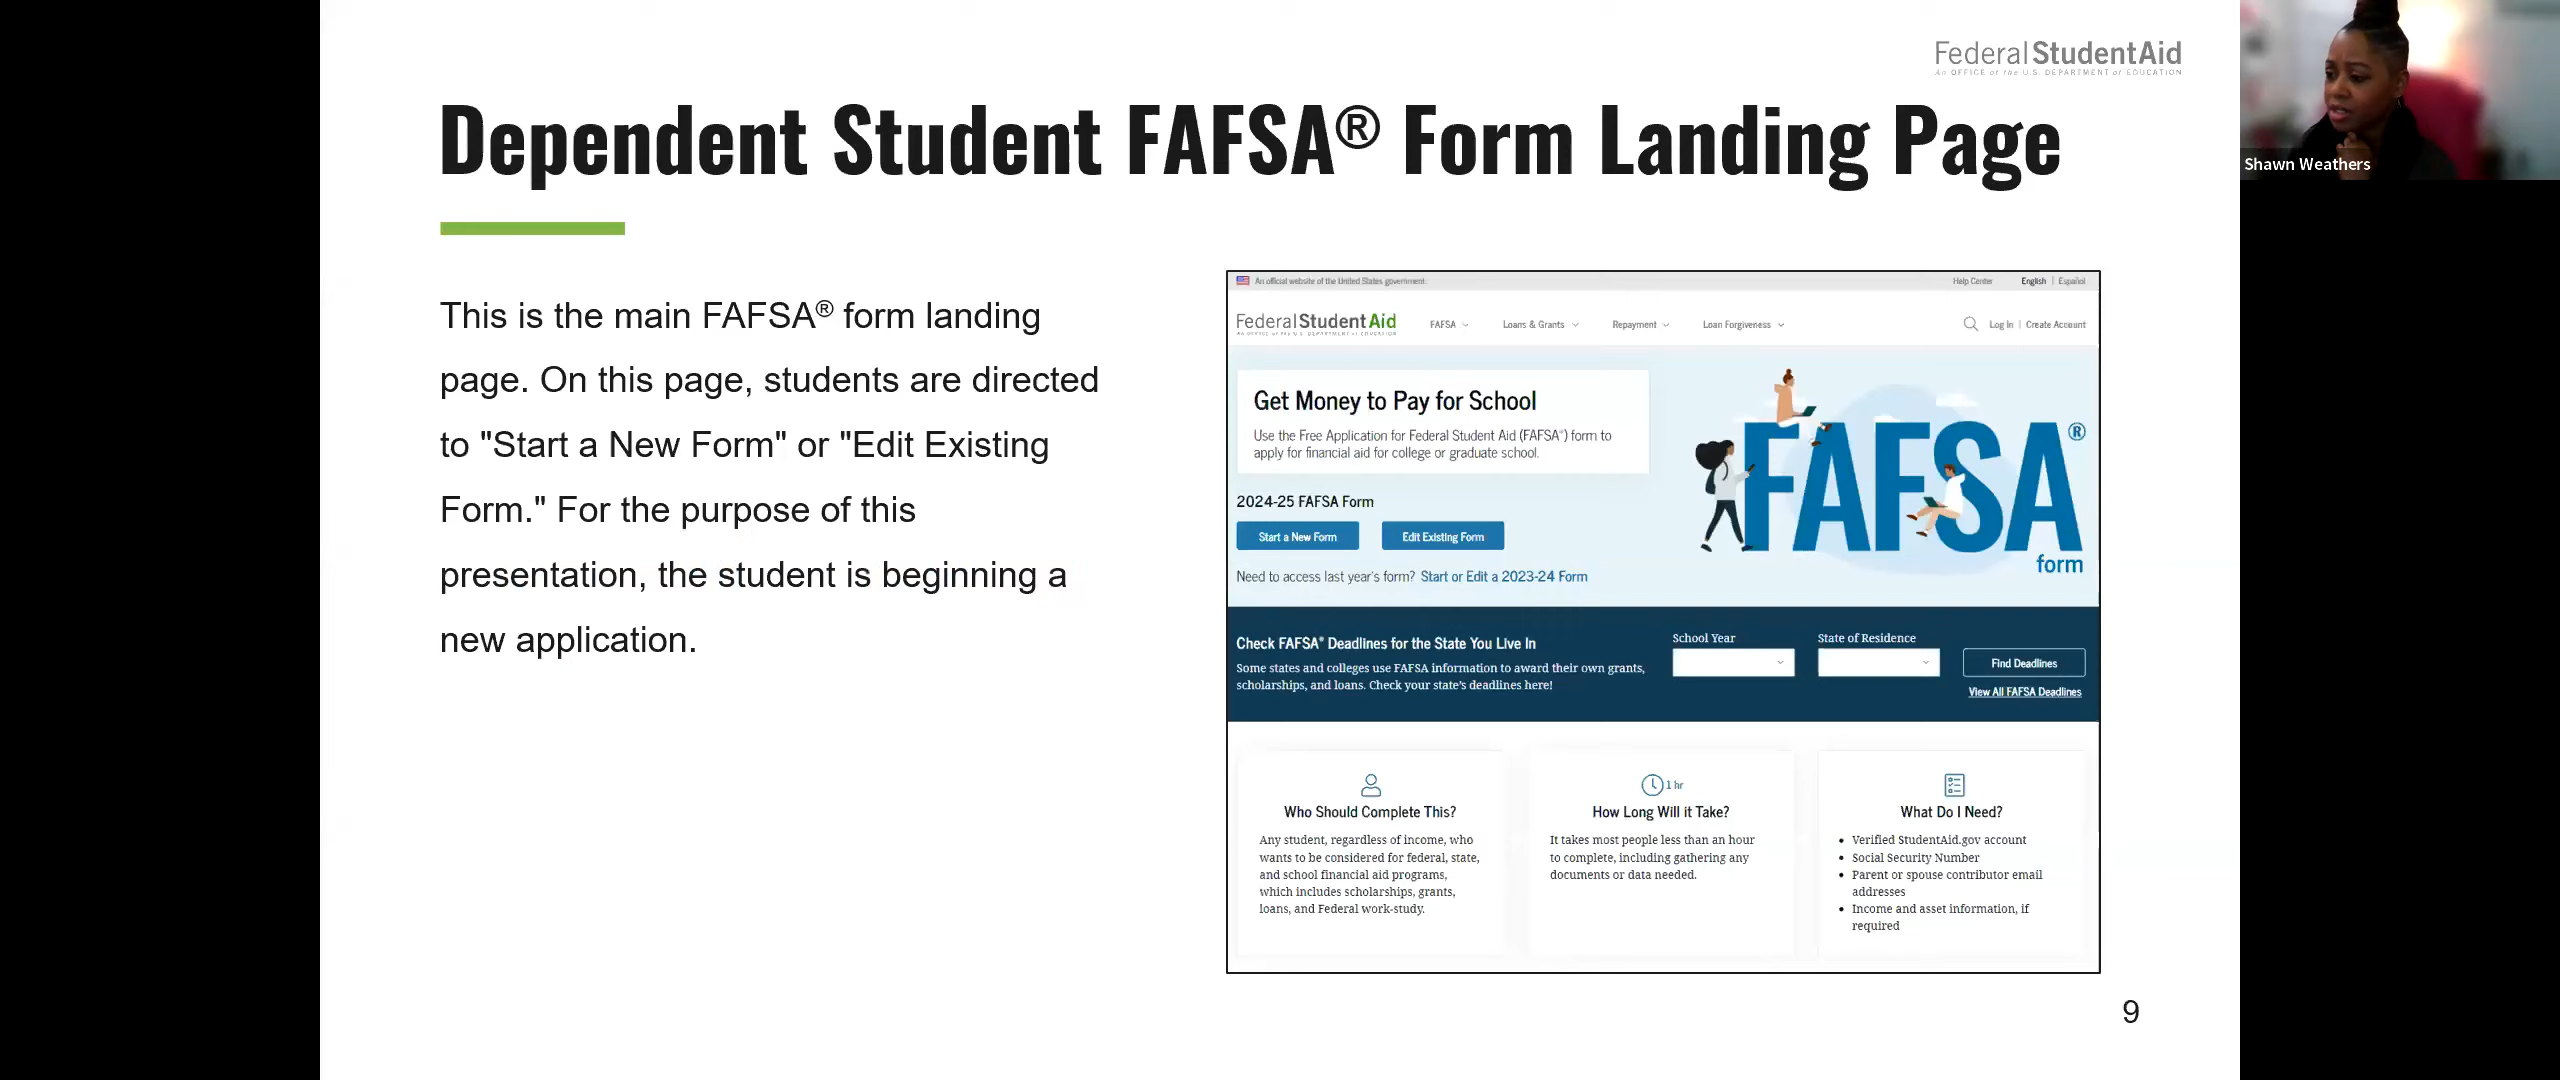 Federal StudentAid
An OFFICE of the U.S. DEPARTMENT of EDUCATION
Shawn Weathers
Dependent Student FAFSA® Form Landing Page
This is the main FAFSA® form landing
page. On this page, students are directed
to "Start a New Form" or "Edit Existing
Form." For the purpose of this
presentation, the student is beginning a
new application.
An official website of the United States government.
Help Center English | Español
Federal Student Aid
An OFFICE of the U.S. DEPARTMENT of EDUCATION
FAFSA Loans & Grants Repayment Loan Forgiveness Log In | Create Account
Get Money to Pay for School
Use the Free Application for Federal Student Aid (FAFSA®) form to
apply for financial aid for college or graduate school.
2024-25 FAFSA Form
Start a New Form Edit Existing Form
Need to access last year's form? Start or Edit a 2023-24 Form
FAFSA®
form
Check FAFSA® Deadlines for the State You Live In
Some states and colleges use FAFSA information to award their own grants,
scholarships, and loans. Check your state's deadlines here!
School Year State of Residence
Find Deadlines
View All FAFSA Deadlines
Who Should Complete This?
Any student, regardless of income, who
wants to be considered for federal, state,
and school financial aid programs,
which includes scholarships, grants,
loans, and Federal work-study.
1 hr
How Long Will it Take?
It takes most people less than an hour
to complete, including gathering any
documents or data needed.
What Do I Need?
• Verified StudentAid.gov account
• Social Security Number
• Parent or spouse contributor email
addresses
• Income and asset information, if
required
9